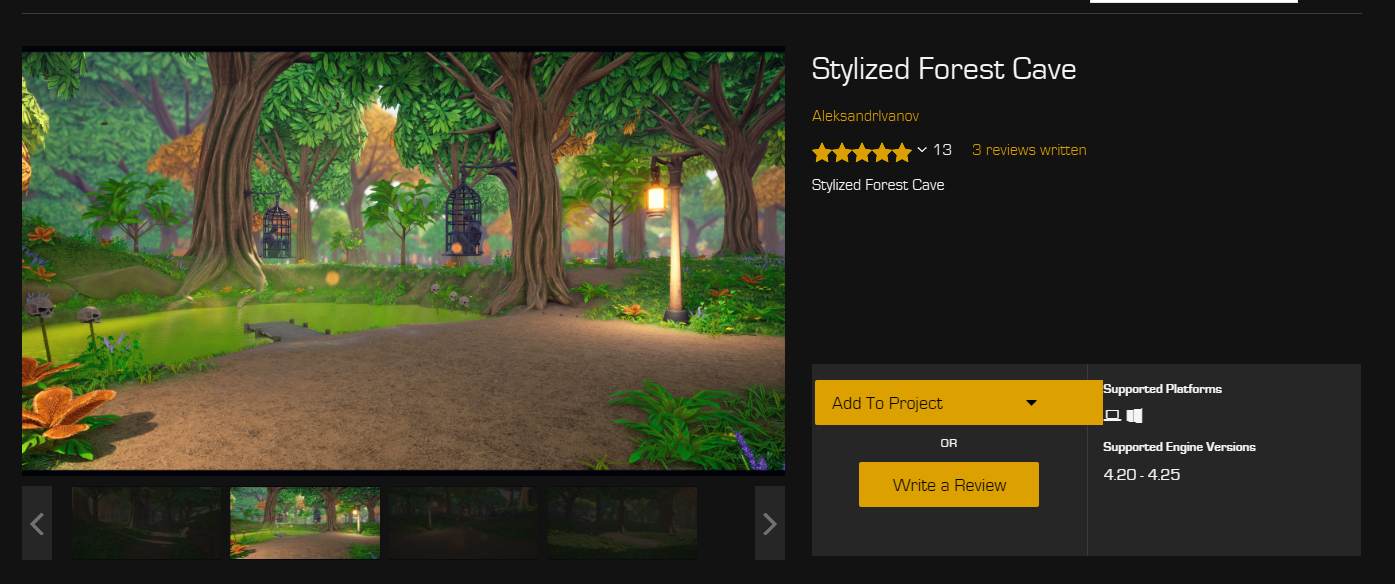 Stylized Forest Cave
AleksandrIvanov
13 3 reviews written
Stylized Forest Cave
Add To Project
OR
Write a Review
Supported Platforms
Supported Engine Versions
4.20 - 4.25